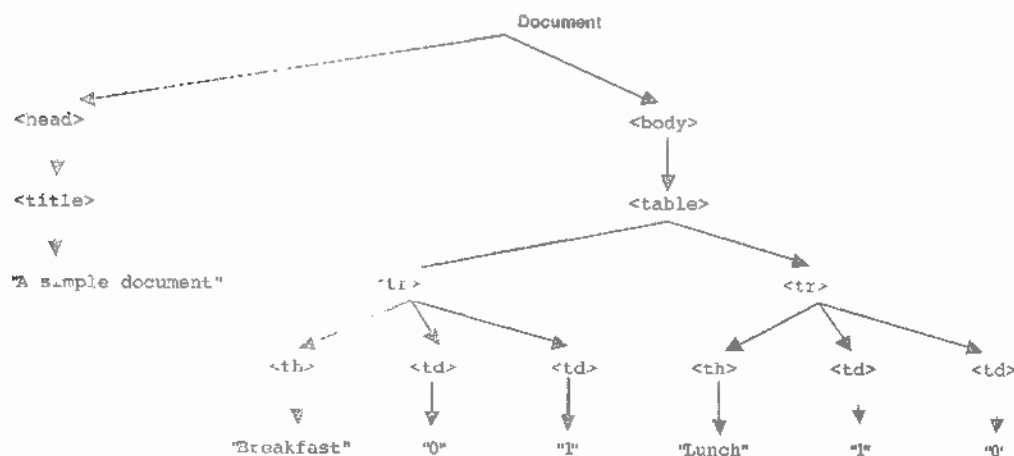 Document
<head> <body>
<title> <table>
"A simple document" <tr> <tr>
<th> <td> <td> <th> <td> <td>
"Breakfast" "0" "1" "Lunch" "1" "0"